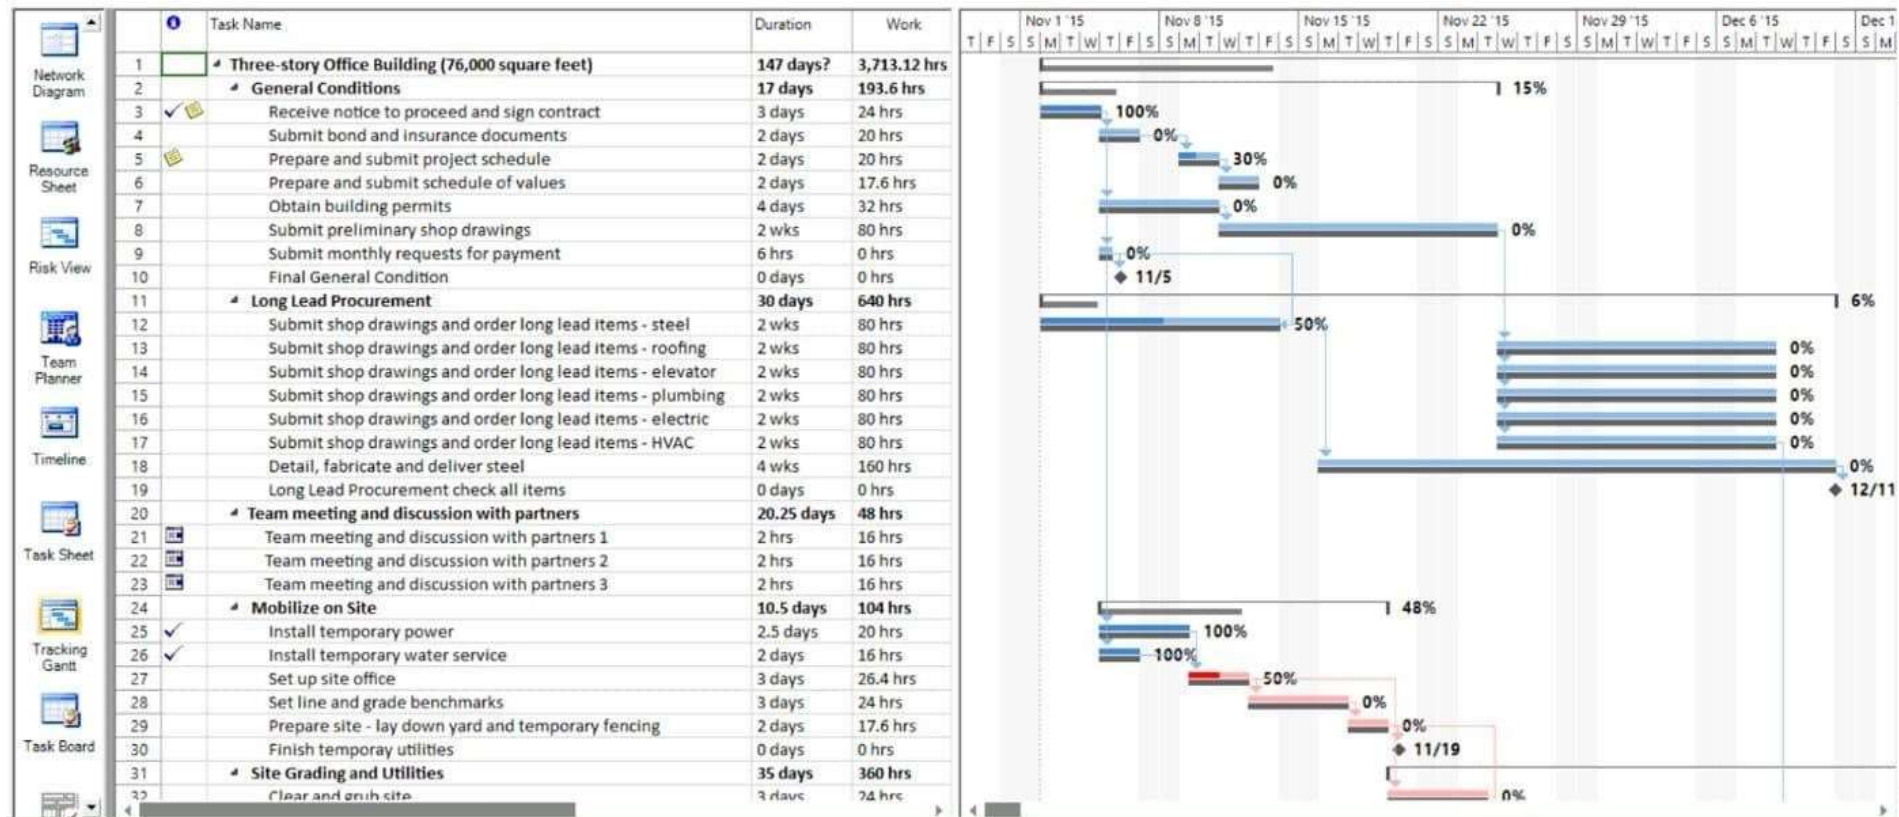 Task Name Duration Work
Nov 1 '15 Nov 8 '15 Nov 15 '15 Nov 22 '15 Nov 29 '15 Dec 6 '15 Dec 1
T F S S M T W T F S S M T W T F S S M T W T F S S M T W T F S S M T W T F S S M T W T F S S M
Network
Diagram
Resource
Sheet
Risk View
Team
Planner
Timeline
Task Sheet
Tracking
Gantt
Task Board
1 Three-story Office Building (76,000 square feet) 147 days? 3,713.12 hrs
2 General Conditions 17 days 193.6 hrs 15%
3 Receive notice to proceed and sign contract 3 days 24 hrs 100%
4 Submit bond and insurance documents 2 days 20 hrs 0%
5 Prepare and submit project schedule 2 days 20 hrs 30%
6 Prepare and submit schedule of values 2 days 17.6 hrs 0%
7 Obtain building permits 4 days 32 hrs 0%
8 Submit preliminary shop drawings 2 wks 80 hrs 0%
9 Submit monthly requests for payment 6 hrs 0 hrs 0%
10 Final General Condition 0 days 0 hrs 11/5
11 Long Lead Procurement 30 days 640 hrs 6%
12 Submit shop drawings and order long lead items - steel 2 wks 80 hrs 50%
13 Submit shop drawings and order long lead items - roofing 2 wks 80 hrs 0%
14 Submit shop drawings and order long lead items - elevator 2 wks 80 hrs 0%
15 Submit shop drawings and order long lead items - plumbing 2 wks 80 hrs 0%
16 Submit shop drawings and order long lead items - electric 2 wks 80 hrs 0%
17 Submit shop drawings and order long lead items - HVAC 2 wks 80 hrs 0%
18 Detail, fabricate and deliver steel 4 wks 160 hrs 0%
19 Long Lead Procurement check all items 0 days 0 hrs 12/11
20 Team meeting and discussion with partners 20.25 days 48 hrs
21 Team meeting and discussion with partners 1 2 hrs 16 hrs
22 Team meeting and discussion with partners 2 2 hrs 16 hrs
23 Team meeting and discussion with partners 3 2 hrs 16 hrs
24 Mobilize on Site 10.5 days 104 hrs 48%
25 Install temporary power 2.5 days 20 hrs 100%
26 Install temporary water service 2 days 16 hrs 100%
27 Set up site office 3 days 26.4 hrs 50%
28 Set line and grade benchmarks 3 days 24 hrs 0%
29 Prepare site - lay down yard and temporary fencing 2 days 17.6 hrs 0%
30 Finish temporay utilities 0 days 0 hrs 11/19
31 Site Grading and Utilities 35 days 360 hrs
32 Clear and grub site 3 days 24 hrs 0%